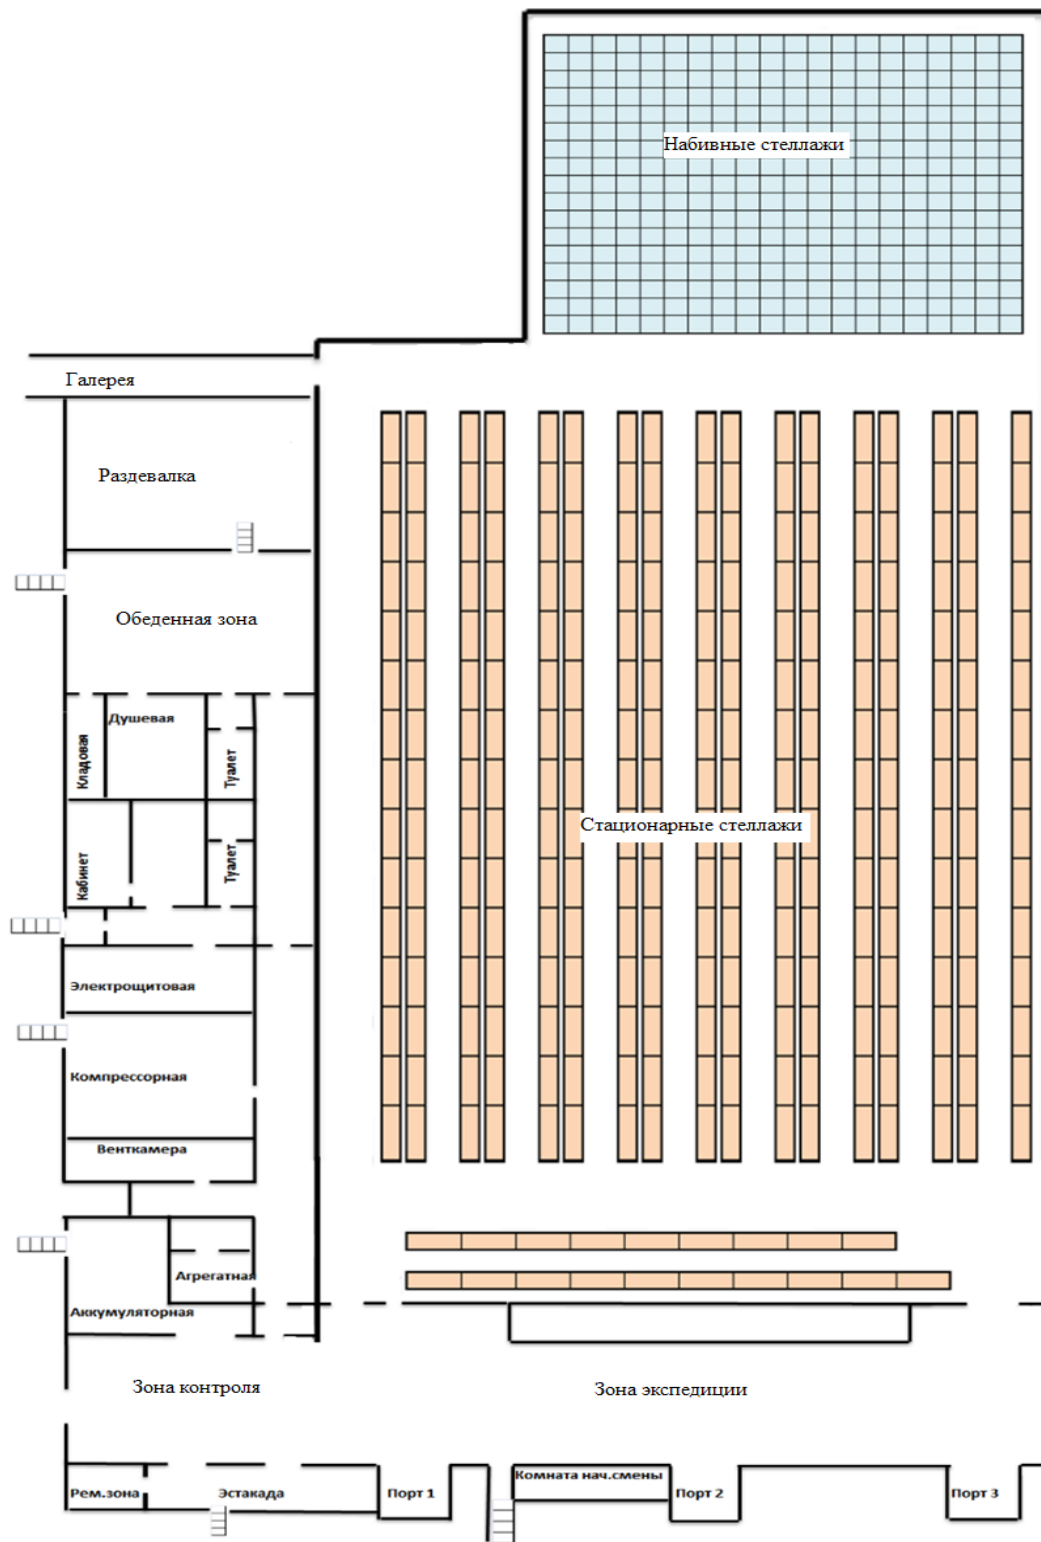 Набивные стеллажи
Галерея
Раздевалка
Обеденная зона
Душевая
Кладовая
Туалет
Стационарные стеллажи
Кабинет
Туалет
Электрощитовая
Компрессорная
Венткамера
Агрегатная
Аккумуляторная
Зона контроля
Зона экспедиции
Комната нач.смены
Рем.зона
Эстакада
Порт 1
Порт 2
Порт 3